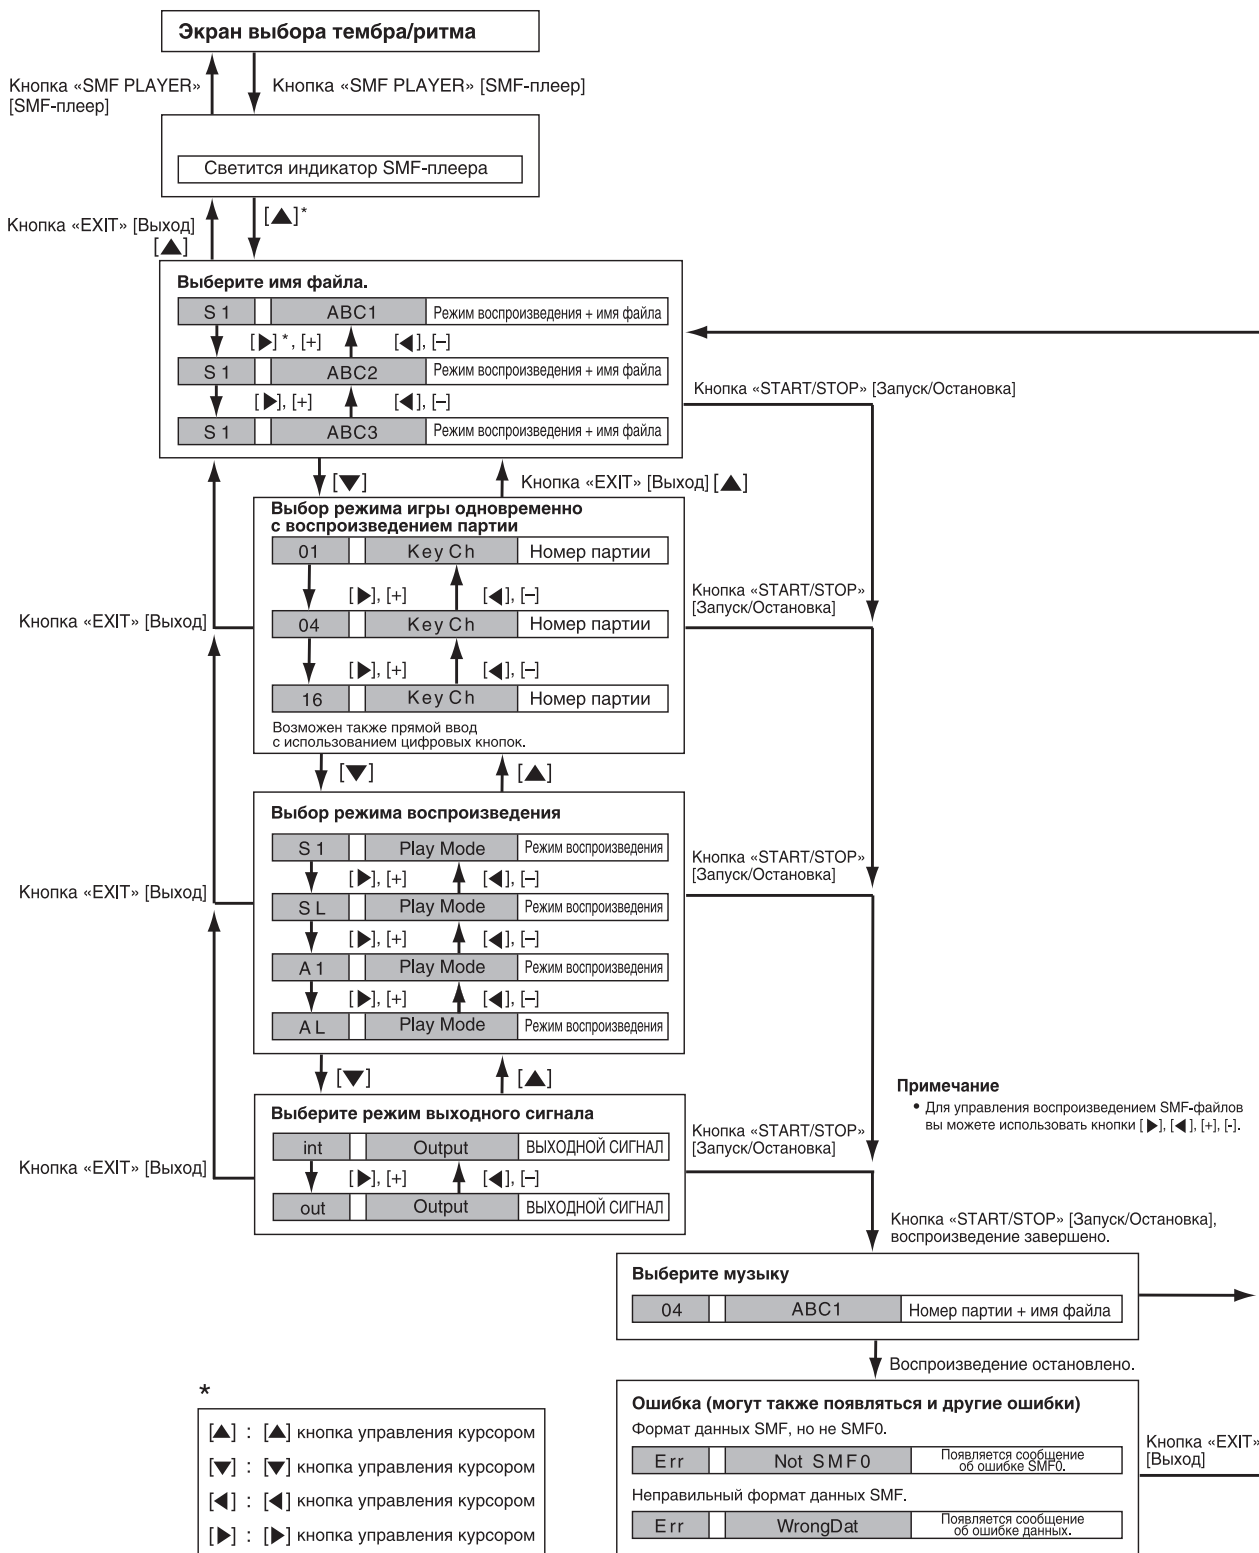 Экран выбора тембра/ритма
Кнопка «SMF PLAYER»
[SMF-плеер]
Кнопка «SMF PLAYER» [SMF-плеер]
Светится индикатор SMF-плеера
Кнопка «EXIT» [Выход]
[▲]
[▲]*
Выберите имя файла.
S 1 ABC1 Режим воспроизведения + имя файла
[▶]*, [+] [◀], [–]
S 1 ABC2 Режим воспроизведения + имя файла
[▶], [+] [◀], [–]
S 1 ABC3 Режим воспроизведения + имя файла
Кнопка «START/STOP» [Запуск/Остановка]
[▼]
Кнопка «EXIT» [Выход] [▲]
Выбор режима игры одновременно
с воспроизведением партии
01 Key Ch Номер партии
[▶], [+] [◀], [–]
04 Key Ch Номер партии
[▶], [+] [◀], [–]
16 Key Ch Номер партии
Возможен также прямой ввод
с использованием цифровых кнопок.
Кнопка «EXIT» [Выход]
Кнопка «START/STOP»
[Запуск/Остановка]
[▼] [▲]
Выбор режима воспроизведения
S 1 Play Mode Режим воспроизведения
[▶], [+] [◀], [–]
S L Play Mode Режим воспроизведения
[▶], [+] [◀], [–]
A 1 Play Mode Режим воспроизведения
[▶], [+] [◀], [–]
A L Play Mode Режим воспроизведения
Кнопка «EXIT» [Выход]
Кнопка «START/STOP»
[Запуск/Остановка]
[▼] [▲]
Выберите режим выходного сигнала
int Output ВЫХОДНОЙ СИГНАЛ
[▶], [+] [◀], [–]
out Output ВЫХОДНОЙ СИГНАЛ
Кнопка «EXIT» [Выход]
Кнопка «START/STOP»
[Запуск/Остановка]
Примечание
• Для управления воспроизведением SMF-файлов
вы можете использовать кнопки [▶], [◀], [+], [-].
Кнопка «START/STOP» [Запуск/Остановка],
воспроизведение завершено.
Выберите музыку
04 ABC1 Номер партии + имя файла
Воспроизведение остановлено.
Ошибка (могут также появляться и другие ошибки)
Формат данных SMF, но не SMF0.
Err Not SMF0 Появляется сообщение
об ошибке SMF0.
Неправильный формат данных SMF.
Err WrongDat Появляется сообщение
об ошибке данных.
Кнопка «EXIT»
[Выход]
*
[▲] : [▲] кнопка управления курсором
[▼] : [▼] кнопка управления курсором
[◀] : [◀] кнопка управления курсором
[▶] : [▶] кнопка управления курсором